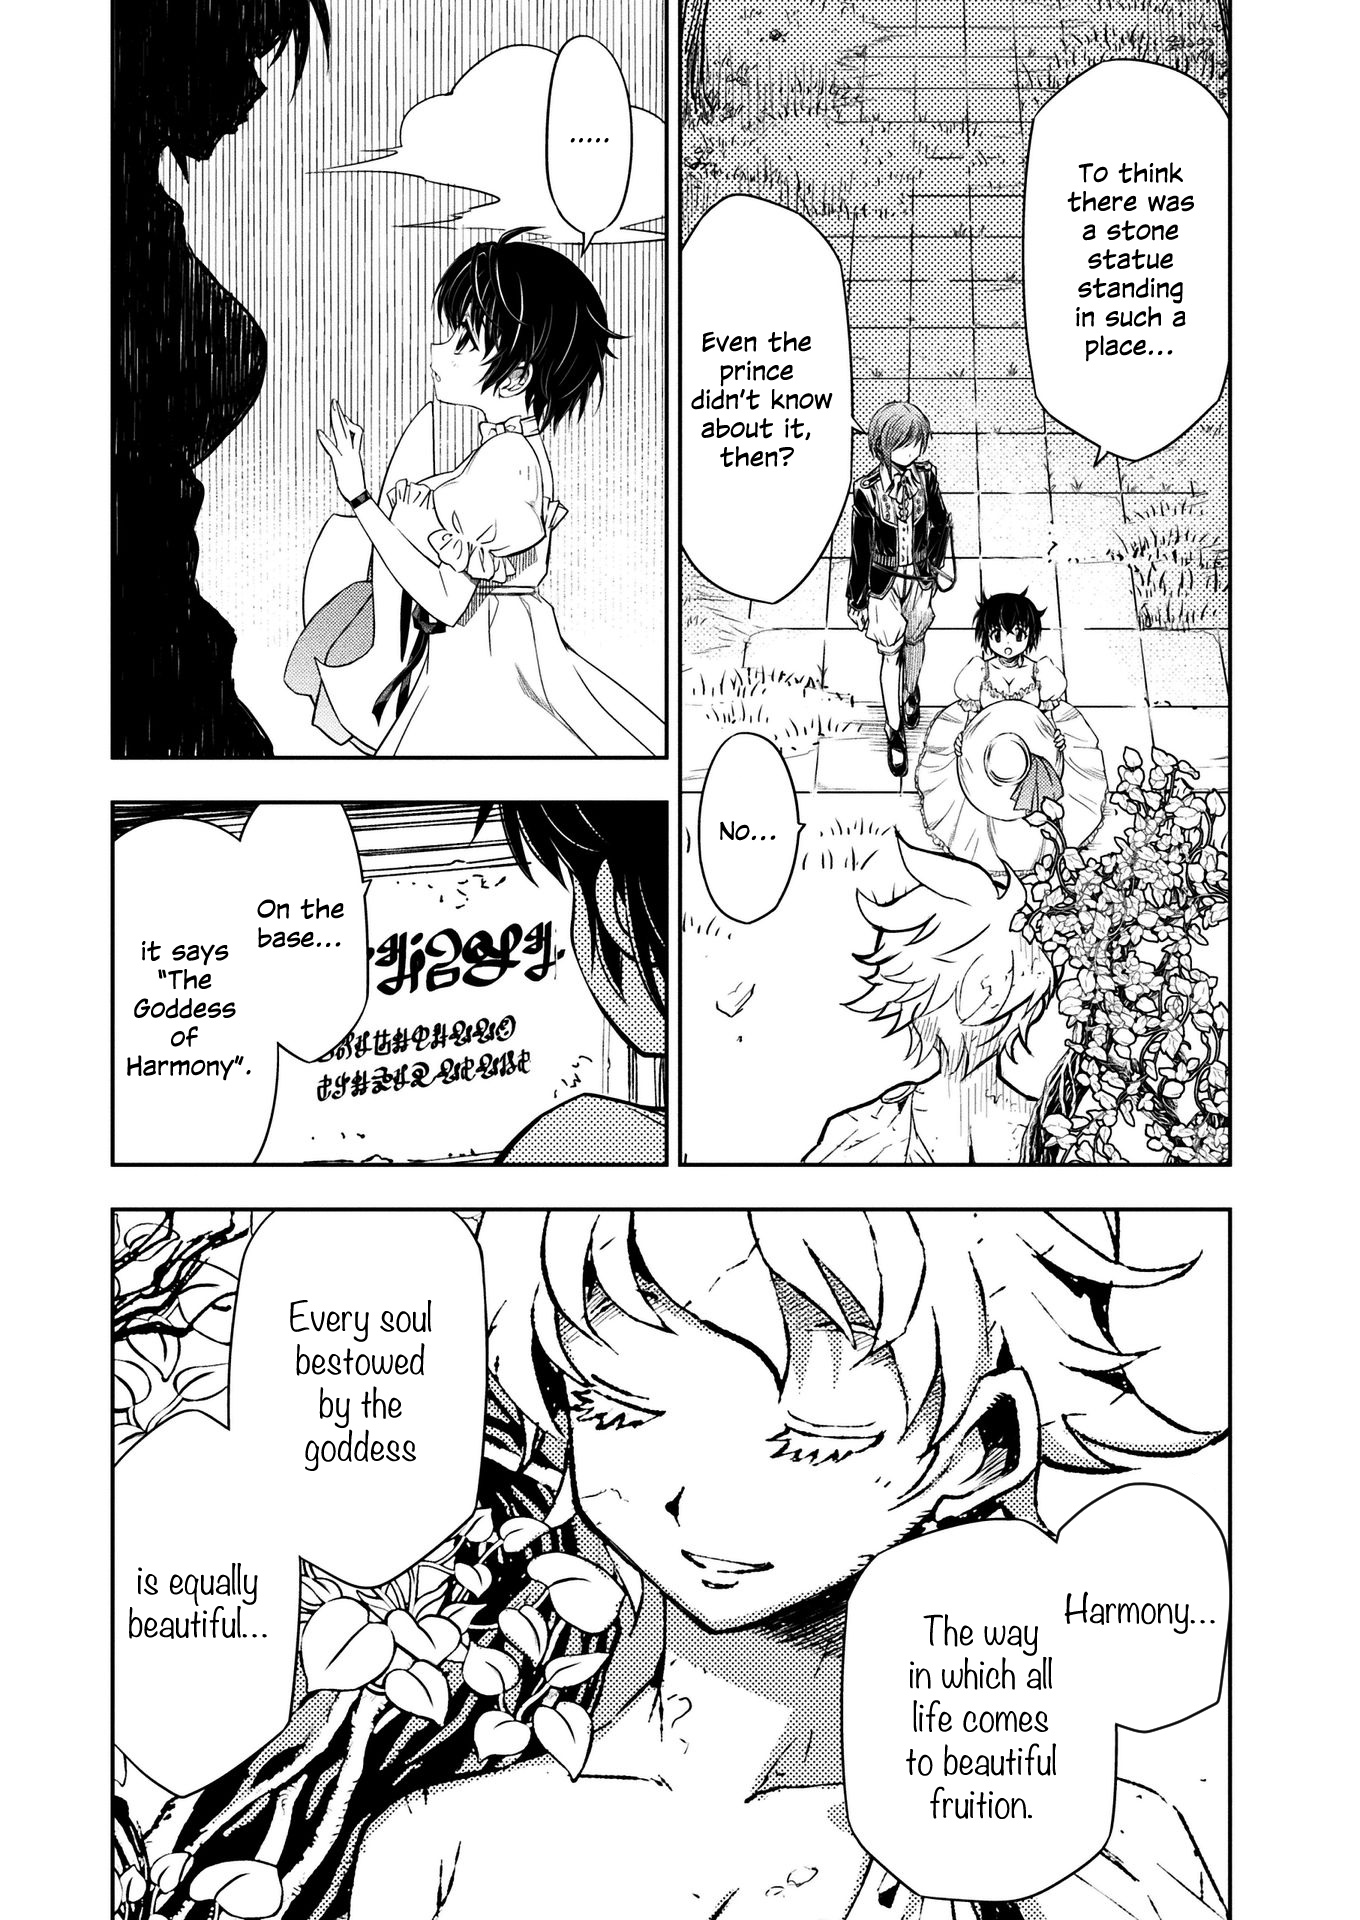 To think
there was
a stone
statue
standing
in such a
place...
Even the
prince
didn't know
about it,
then?
No...
.....
On the
base...
it says
"The
Goddess
of
Harmony".
Harmony...
The way
in which all
life comes
to beautiful
fruition.
Every soul
bestowed
by the
goddess
is equally
beautiful...